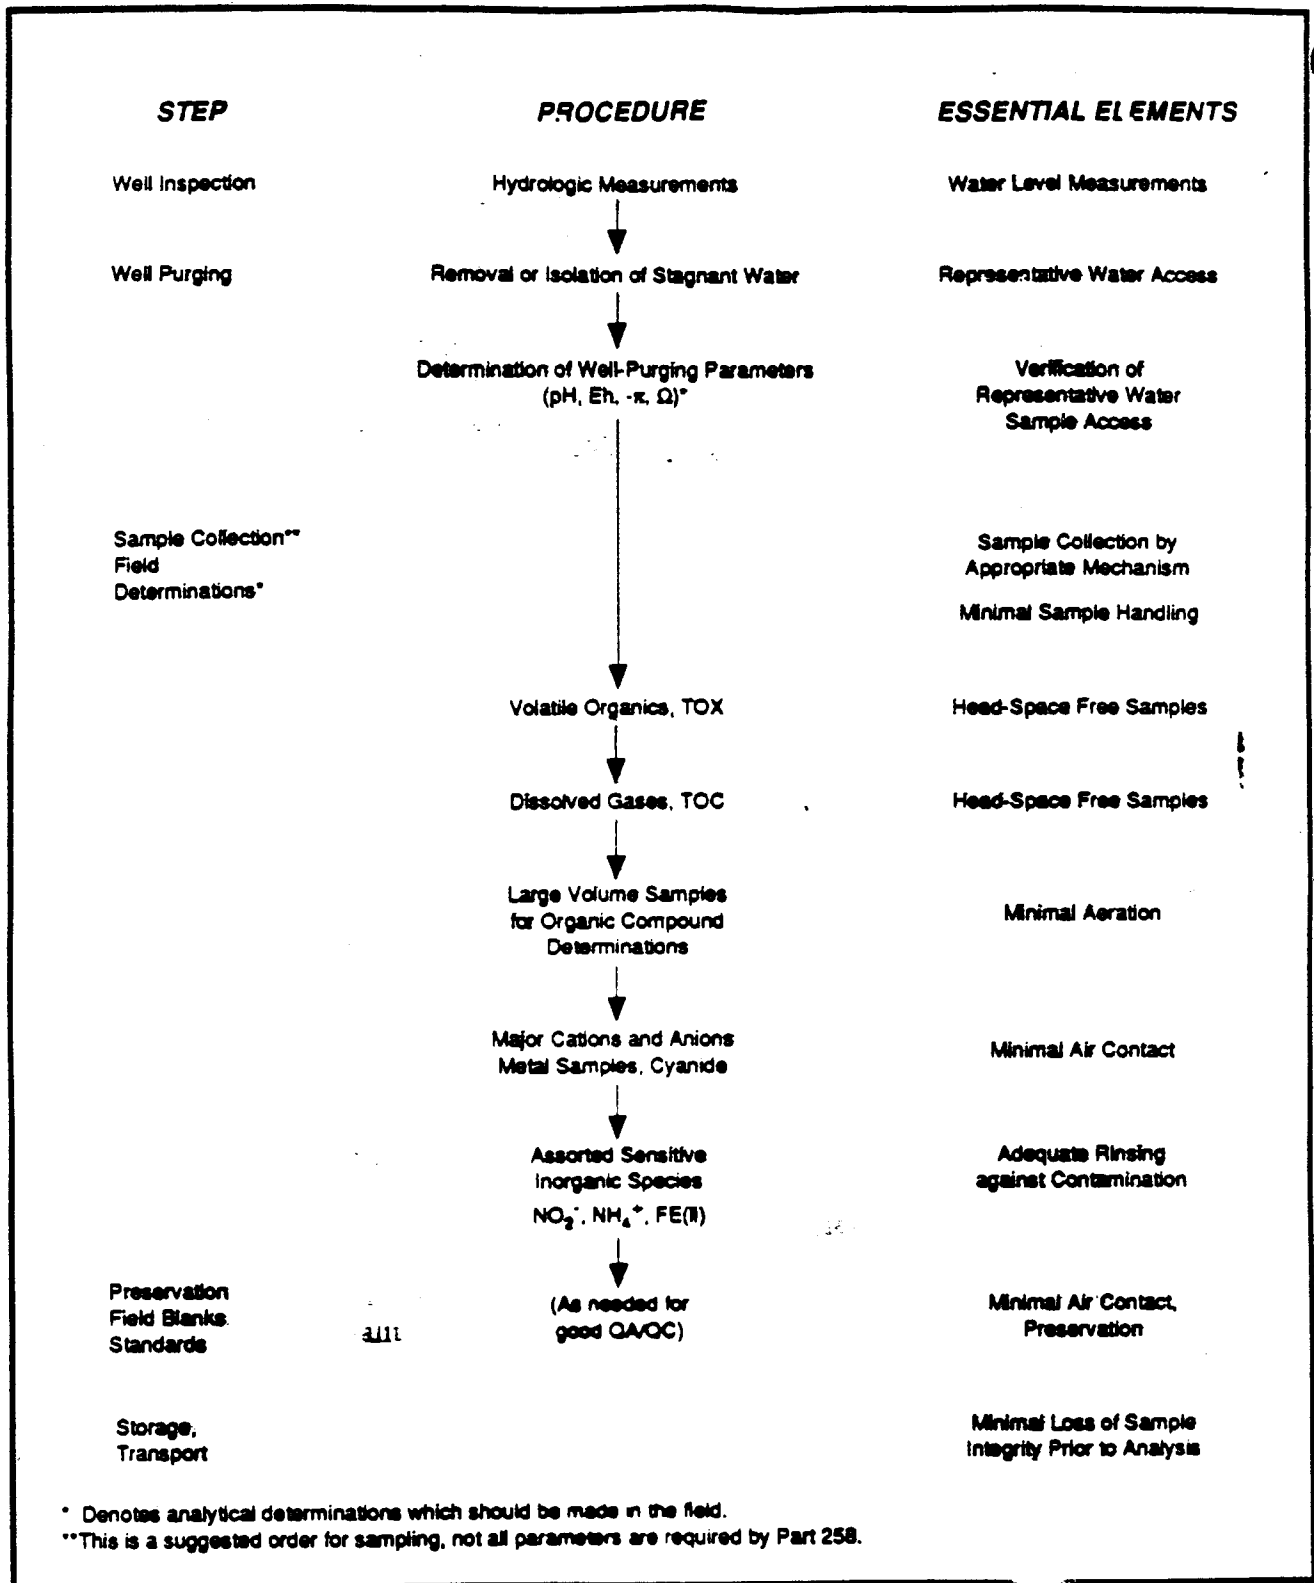 STEP PROCEDURE ESSENTIAL ELEMENTS
Well Inspection Hydrologic Measurements Water Level Measurements
Well Purging Removal or Isolation of Stagnant Water Representative Water Access
Determination of Well-Purging Parameters
(pH, Eh, -π, Ω)*
Verification of
Representative Water
Sample Access
Sample Collection**
Field
Determinations*
Sample Collection by
Appropriate Mechanism
Minimal Sample Handling
Volatile Organics, TOX Head-Space Free Samples
Dissolved Gases, TOC Head-Space Free Samples
Large Volume Samples
for Organic Compound
Determinations
Minimal Aeration
Major Cations and Anions
Metal Samples, Cyanide
Minimal Air Contact
Assorted Sensitive
Inorganic Species
NO₂⁻, NH₄⁺, FE(II)
Adequate Rinsing
against Contamination
Preservation
Field Blanks
Standards
(As needed for
good QA/QC)
Minimal Air Contact,
Preservation
Storage,
Transport
Minimal Loss of Sample
Integrity Prior to Analysis
* Denotes analytical determinations which should be made in the field.
**This is a suggested order for sampling, not all parameters are required by Part 258.